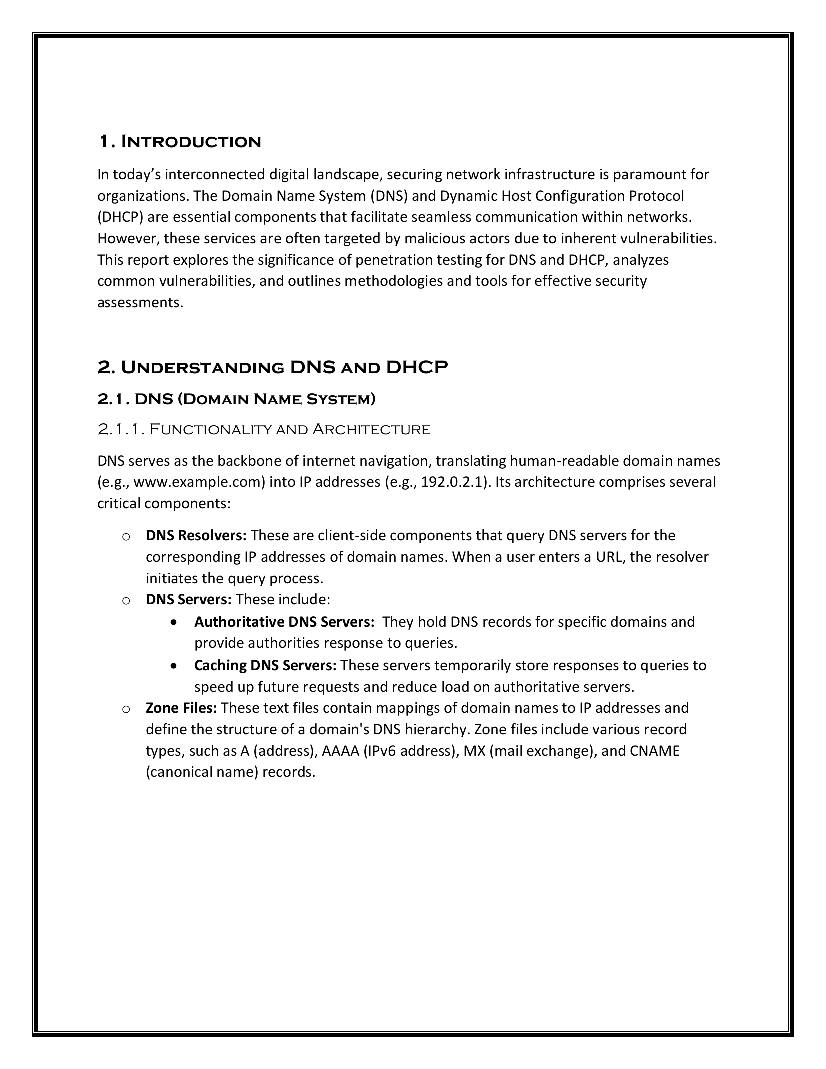 1. Introduction
In today’s interconnected digital landscape, securing network infrastructure is paramount for
organizations. The Domain Name System (DNS) and Dynamic Host Configuration Protocol
(DHCP) are essential components that facilitate seamless communication within networks.
However, these services are often targeted by malicious actors due to inherent vulnerabilities.
This report explores the significance of penetration testing for DNS and DHCP, analyzes
common vulnerabilities, and outlines methodologies and tools for effective security
assessments.
2. Understanding DNS and DHCP
2.1. DNS (Domain Name System)
2.1.1. Functionality and Architecture
DNS serves as the backbone of internet navigation, translating human-readable domain names
(e.g., www.example.com) into IP addresses (e.g., 192.0.2.1). Its architecture comprises several
critical components:
o DNS Resolvers: These are client-side components that query DNS servers for the
corresponding IP addresses of domain names. When a user enters a URL, the resolver
initiates the query process.
o DNS Servers: These include:
• Authoritative DNS Servers:  They hold DNS records for specific domains and
provide authorities response to queries.
• Caching DNS Servers: These servers temporarily store responses to queries to
speed up future requests and reduce load on authoritative servers.
o Zone Files: These text files contain mappings of domain names to IP addresses and
define the structure of a domain's DNS hierarchy. Zone files include various record
types, such as A (address), AAAA (IPv6 address), MX (mail exchange), and CNAME
(canonical name) records.